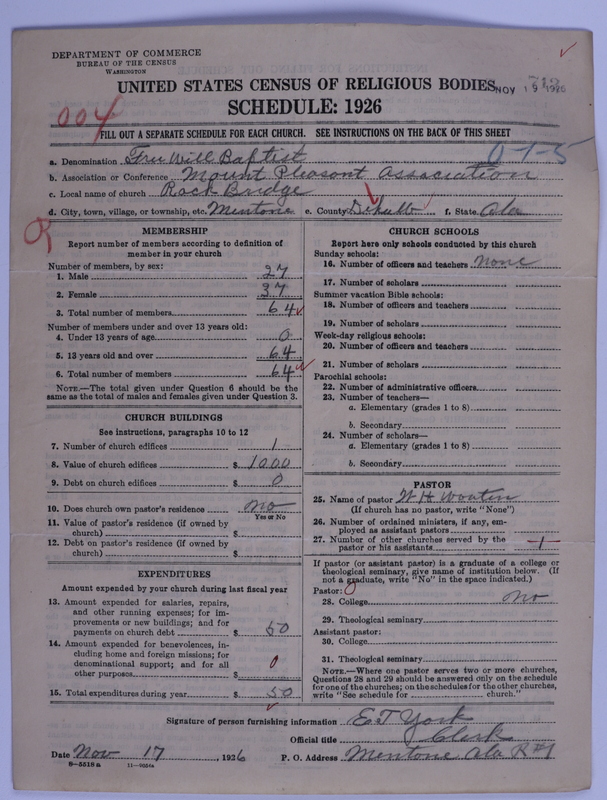 DEPARTMENT OF COMMERCE
BUREAU OF THE CENSUS
WASHINGTON
UNITED STATES CENSUS OF RELIGIOUS BODIES
NOV 19 1926
SCHEDULE: 1926
004
FILL OUT A SEPARATE SCHEDULE FOR EACH CHURCH. SEE INSTRUCTIONS ON THE BACK OF THIS SHEET
0-1-5
a. Denomination Free Will Baptist
b. Association or Conference Mount Pleasant Association
c. Local name of church Rock Bridge
d. City, town, village, or township, etc. Mentone e. County Dekalb f. State Ala
MEMBERSHIP
Report number of members according to definition of
member in your church
Number of members, by sex:
1. Male 27
2. Female 37
3. Total number of members 64
Number of members under and over 13 years old:
4. Under 13 years of age 0
5. 13 years old and over 64
6. Total number of members 64
NOTE.—The total given under Question 6 should be
same as the total of males and females given under Question 3.
CHURCH BUILDINGS
See instructions, paragraphs 10 to 12
7. Number of church edifices 1
8. Value of church edifices $ 1000
9. Debt on church edifices $ 0
10. Does church own pastor's residence no
Yes or No
11. Value of pastor's residence (if owned by
church) $
12. Debt on pastor's residence (if owned by
church) $
EXPENDITURES
Amount expended by your church during last fiscal year
13. Amount expended for salaries, repairs,
and other running expenses; for im-
provements or new buildings; and for
payments on church debt $ 50
14. Amount expended for benevolences, in-
cluding home and foreign missions; for
denominational support; and for all
other purposes $ 0
15. Total expenditures during year $ 50
CHURCH SCHOOLS
Report here only schools conducted by this church
Sunday schools:
16. Number of officers and teachers none
17. Number of scholars
Summer vacation Bible schools:
18. Number of officers and teachers
19. Number of scholars
Week-day religious schools:
20. Number of officers and teachers
21. Number of scholars
Parochial schools:
22. Number of administrative officers
23. Number of teachers—
a. Elementary (grades 1 to 8)
b. Secondary
24. Number of scholars—
a. Elementary (grades 1 to 8)
b. Secondary
PASTOR
25. Name of pastor W H Wooten
(If church has no pastor, write "None")
26. Number of ordained ministers, if any, em-
ployed as assistant pastors
27. Number of other churches served by the
pastor or his assistants 1
If pastor (or assistant pastor) is a graduate of a college or
theological seminary, give name of institution below. (If
not a graduate, write "No" in the space indicated.)
Pastor: 0
28. College no
29. Theological seminary
Assistant pastor:
30. College
31. Theological seminary
NOTE.—Where one pastor serves two or more churches,
Questions 28 and 29 should be answered only on the schedule
for one of the churches; on the schedules for the other churches,
write "See schedule for church."
Signature of person furnishing information E T York
Official title Clerk
Date Nov 17, 1926 P. O. Address Mentone Ala R#1
8-5518 a 11-9264a